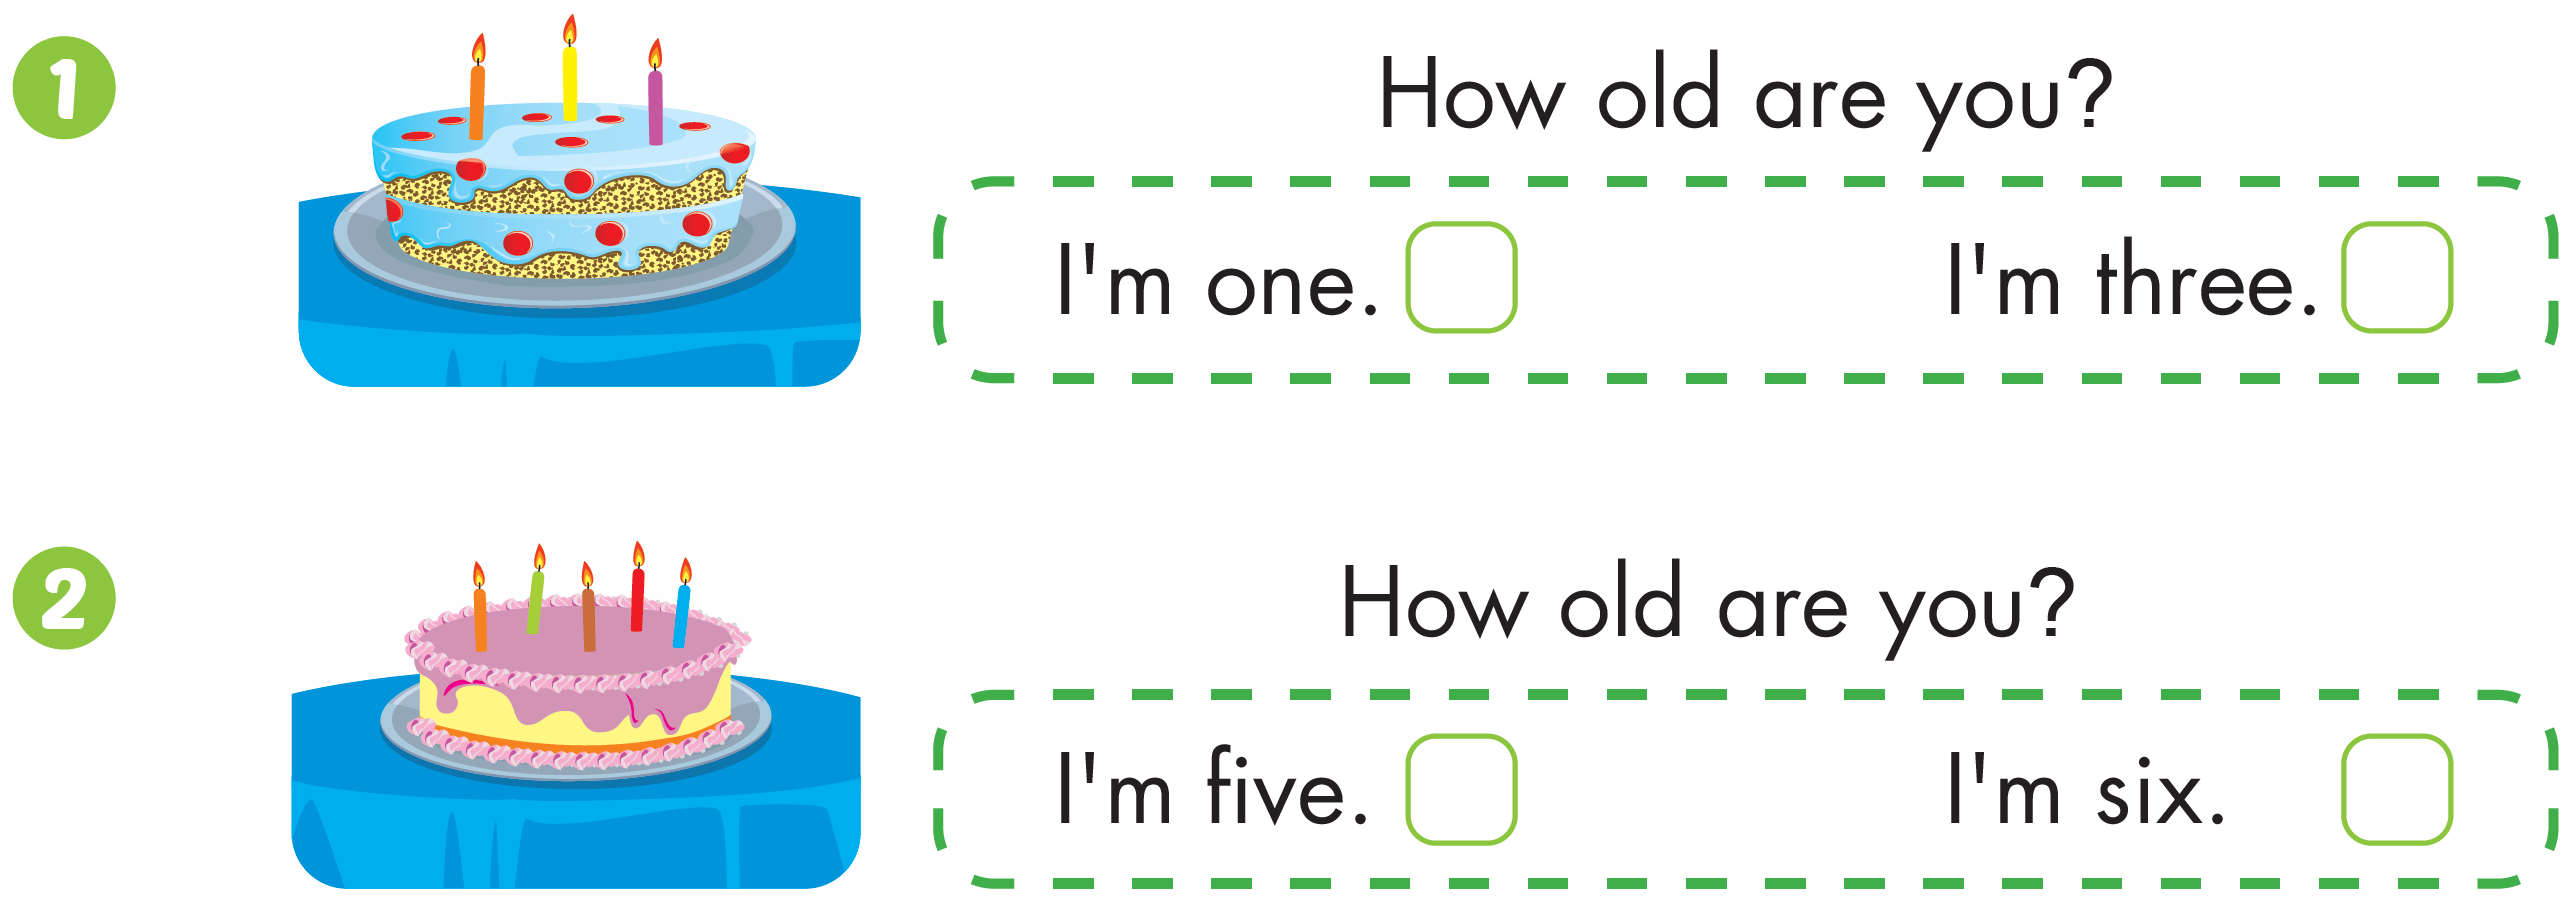 1
How old are you?
I'm one. I'm three.
2
How old are you?
I'm five. I'm six.